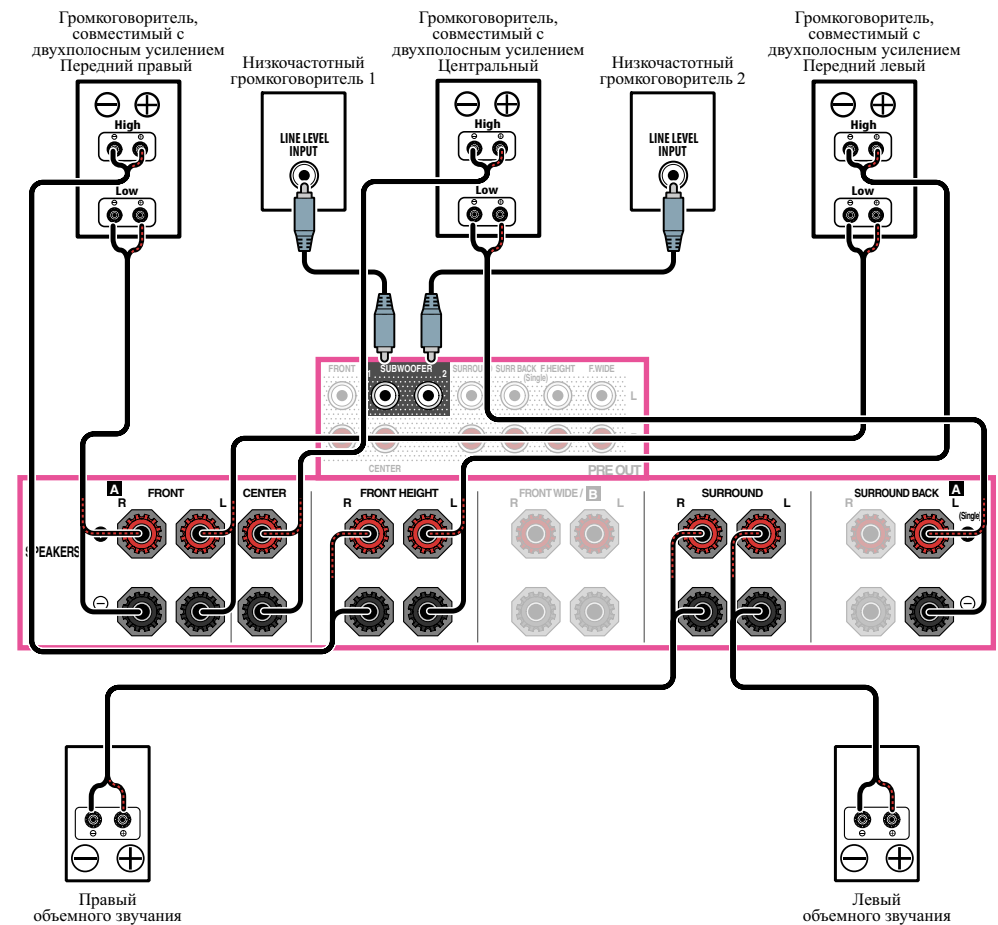 Громкоговоритель,
совместимый с
двухполосным усилением
Передний правый
Низкочастотный
громкоговоритель 1
Громкоговоритель,
совместимый с
двухполосным усилением
Центральный
Низкочастотный
громкоговоритель 2
Громкоговоритель,
совместимый с
двухполосным усилением
Передний левый
High
Low
LINE LEVEL
INPUT
High
Low
LINE LEVEL
INPUT
High
Low
FRONT 1 SUBWOOFER 2 SURROUND SURR BACK F.HEIGHT F.WIDE
(Single)
L
CENTER PRE OUT
A FRONT CENTER FRONT HEIGHT FRONT WIDE / B SURROUND SURROUND BACK A
R L R L R L R L R L
(Single)
SPEAKERS
Правый
объемного звучания
Левый
объемного звучания